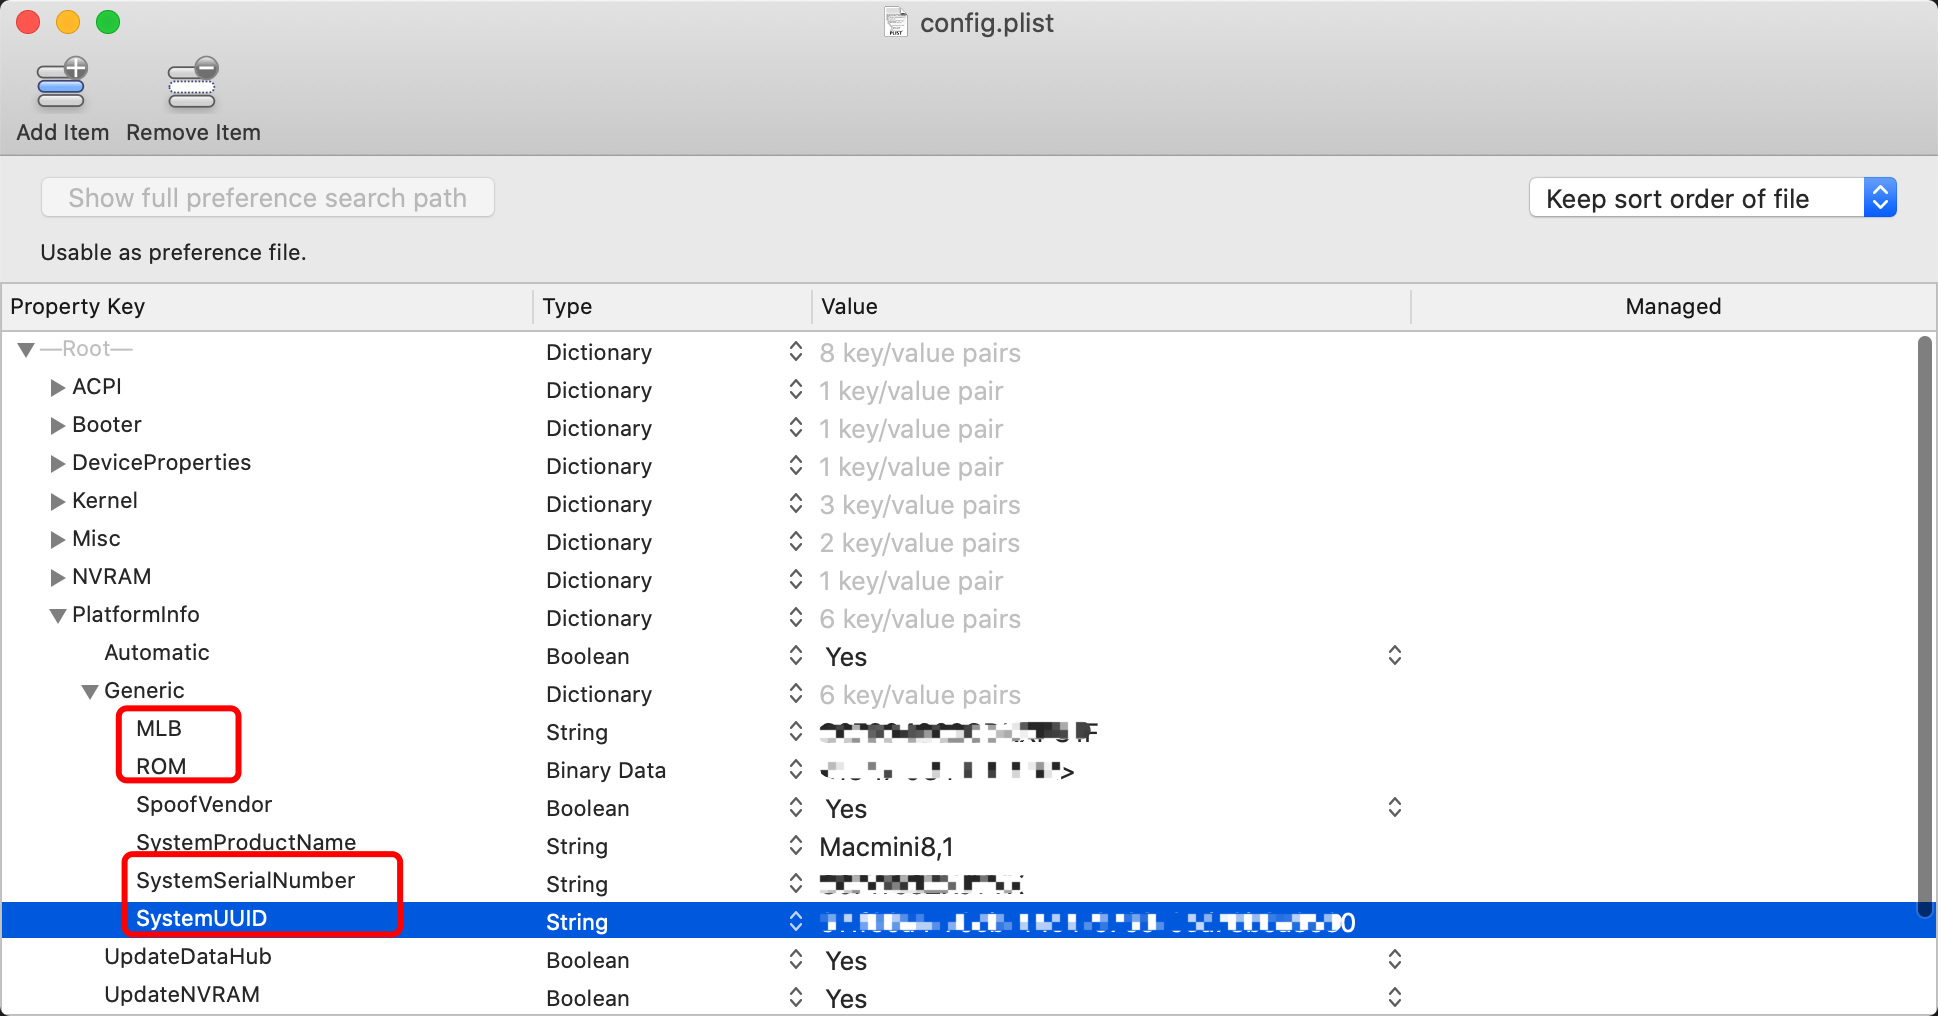 config.plist
PLIST
Add Item Remove Item
Show full preference search path Keep sort order of file
Usable as preference file.
Property Key Type Value Managed
—Root— Dictionary 8 key/value pairs
ACPI Dictionary 1 key/value pair
Booter Dictionary 1 key/value pair
DeviceProperties Dictionary 1 key/value pair
Kernel Dictionary 3 key/value pairs
Misc Dictionary 2 key/value pairs
NVRAM Dictionary 1 key/value pair
PlatformInfo Dictionary 6 key/value pairs
Automatic Boolean Yes
Generic Dictionary 6 key/value pairs
MLB String
ROM Binary Data
SpoofVendor Boolean Yes
SystemProductName String Macmini8,1
SystemSerialNumber String
SystemUUID String
UpdateDataHub Boolean Yes
UpdateNVRAM Boolean Yes